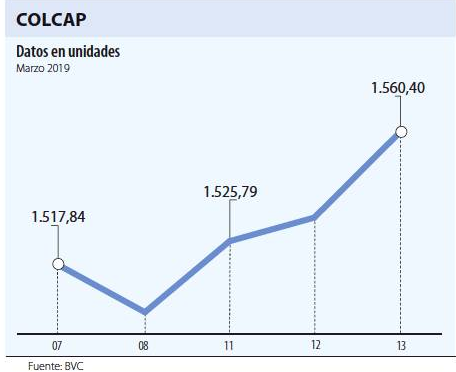 COLCAP
Datos en unidades
Marzo 2019
1.560,40
1.525,79
1.517,84
07 08 11 12 13
Fuente: BVC